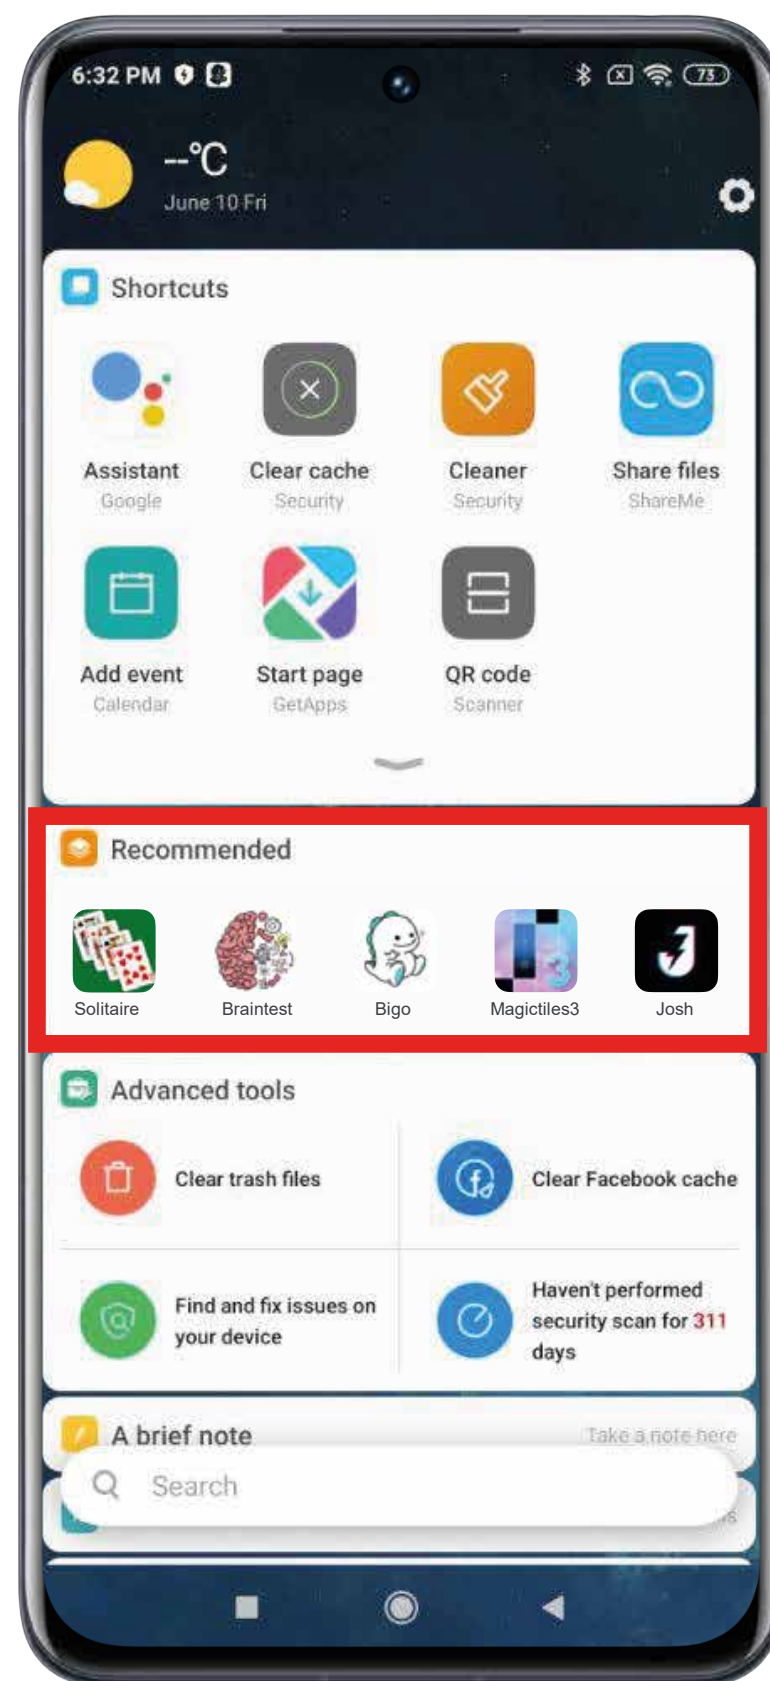 6:32 PM
73
--°C
June 10 Fri
Shortcuts
Assistant Clear cache Cleaner Share files
Google Security Security ShareMe
Add event Start page QR code
Calendar GetApps Scanner
Recommended
3
Solitaire Braintest Bigo Magictiles3 Josh
Advanced tools
Clear trash files
Clear Facebook cache
Find and fix issues on
your device
Haven't performed
security scan for 311
days
A brief note Take a note here
Search